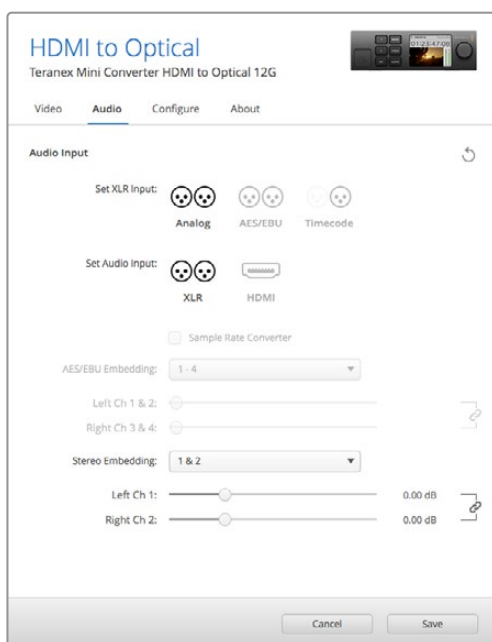 HDMI to Optical
Teranex Mini Converter HDMI to Optical 12G
01:23:47:08
Video Audio Configure About
Audio Input
Set XLR Input:
Analog AES/EBU Timecode
Set Audio Input:
XLR HDMI
Sample Rate Converter
AES/EBU Embedding: 1 - 4
Left Ch 1 & 2:
Right Ch 3 & 4:
Stereo Embedding: 1 & 2
Left Ch 1: 0.00 dB
Right Ch 2: 0.00 dB
Cancel Save